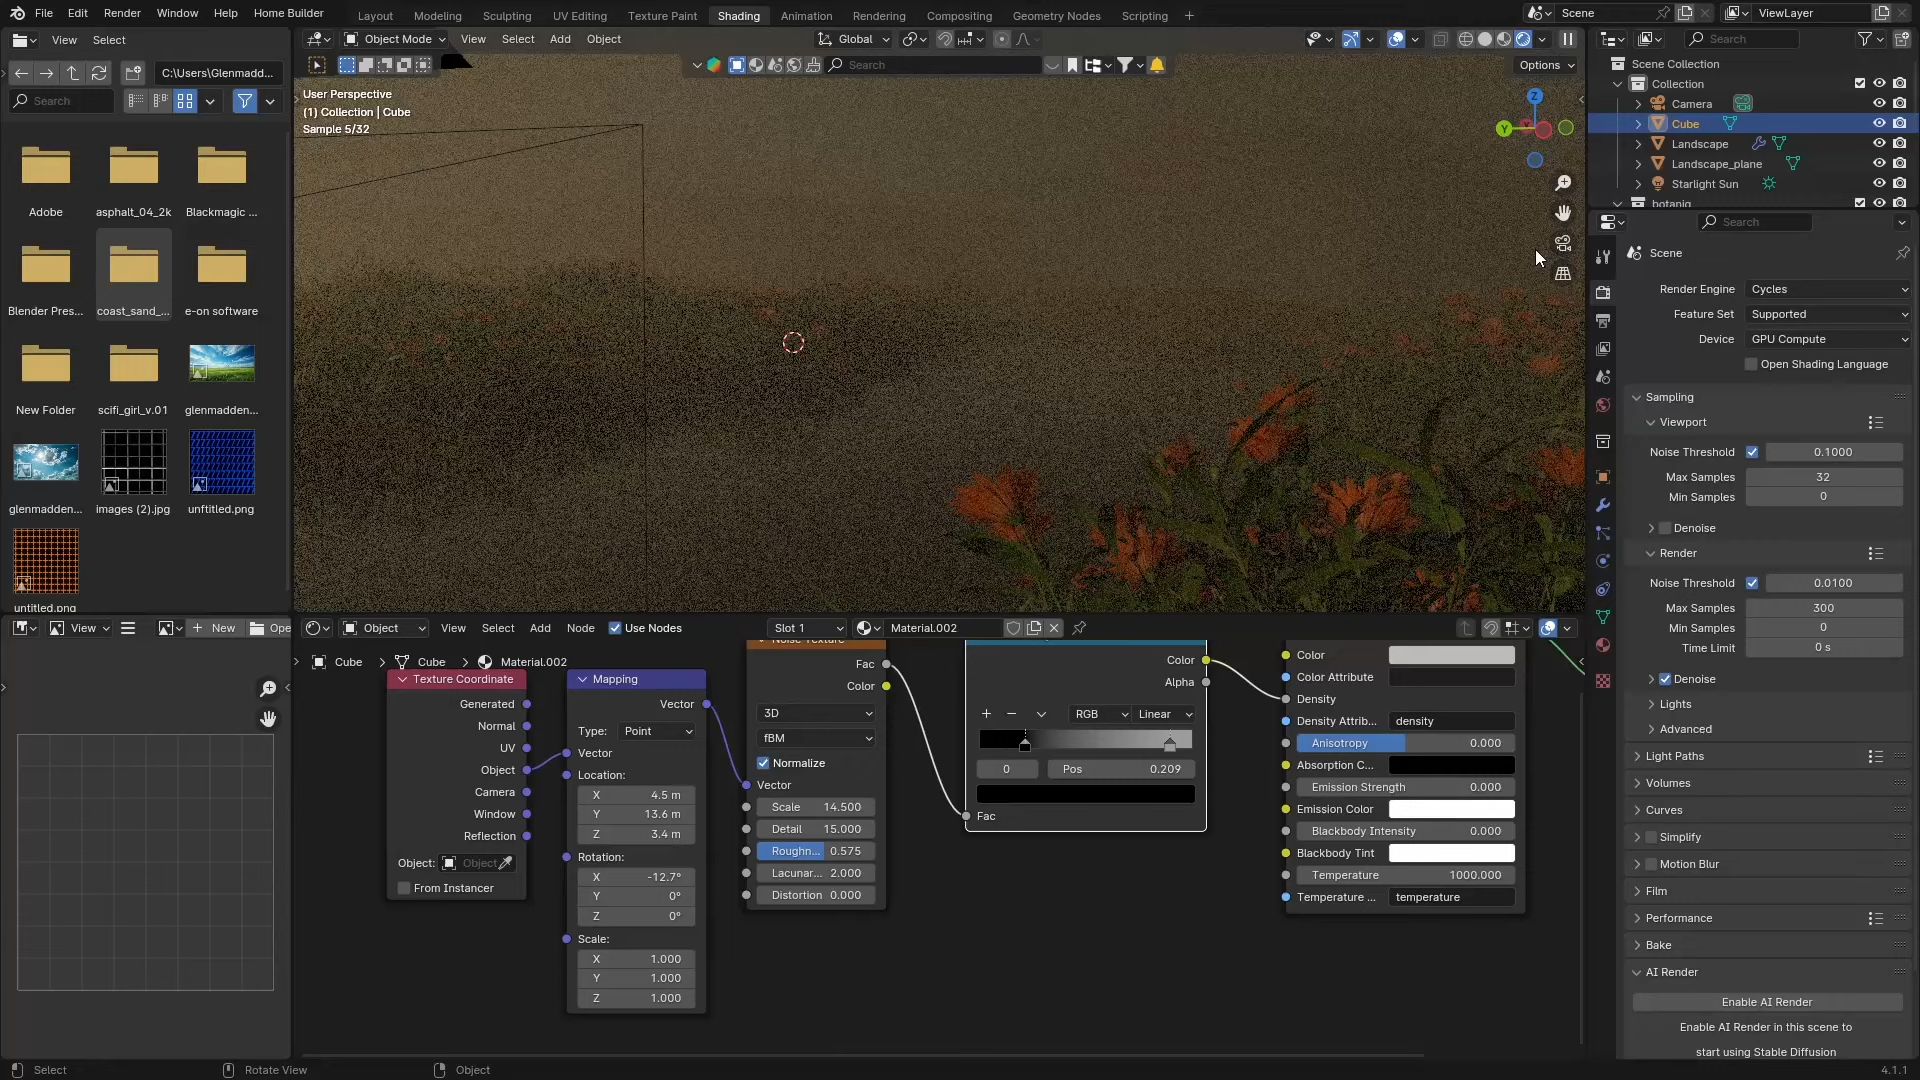 File Edit Render Window Help Home Builder
Layout Modeling Sculpting UV Editing Texture Paint Shading Animation Rendering Compositing Geometry Nodes Scripting +
Scene
ViewLayer
View Select
C:\Users\Glenmadd...
Search
Adobe
asphalt_04_2k
Blackmagic ...
Blender Pres...
coast_sand_...
e-on software
New Folder
scifi_girl_v.01
glenmadden...
glenmadden...
images (2).jpg
unftitled.png
untitled.png
Object Mode View Select Add Object
Global
Search
Options
User Perspective
(1) Collection | Cube
Sample 5/32
Z
Y
Search
Scene Collection
Collection
Camera
Cube
Landscape
Landscape_plane
Starlight Sun
botaniq
Search
Scene
Render Engine Cycles
Feature Set Supported
Device GPU Compute
Open Shading Language
Sampling
Viewport
Noise Threshold 0.1000
Max Samples 32
Min Samples 0
Denoise
Render
Noise Threshold 0.0100
Max Samples 300
Min Samples 0
Time Limit 0 s
Denoise
Lights
Advanced
Light Paths
Volumes
Curves
Simplify
Motion Blur
Film
Performance
Bake
AI Render
Enable AI Render
Enable AI Render in this scene to
start using Stable Diffusion
View
+ New
Ope
Object View Select Add Node Use Nodes
Slot 1
Material.002
Cube > Cube > Material.002
Texture Coordinate
Generated
Normal
UV
Object
Camera
Window
Reflection
Object: Object
From Instancer
Mapping
Vector
Type: Point
Vector
Location:
X 4.5 m
Y 13.6 m
Z 3.4 m
Rotation:
X -12.7°
Y 0°
Z 0°
Scale:
X 1.000
Y 1.000
Z 1.000
Noise Texture
Fac
Color
3D
fBM
Normalize
Vector
Scale 14.500
Detail 15.000
Roughn... 0.575
Lacunar... 2.000
Distortion 0.000
Color
Alpha
RGB Linear
0 Pos 0.209
Fac
Color
Color Attribute
Density
Density Attrib... density
Anisotropy 0.000
Absorption C...
Emission Strength 0.000
Emission Color
Blackbody Intensity 0.000
Blackbody Tint
Temperature 1000.000
Temperature ... temperature
Select
Rotate View
Object
4.1.1